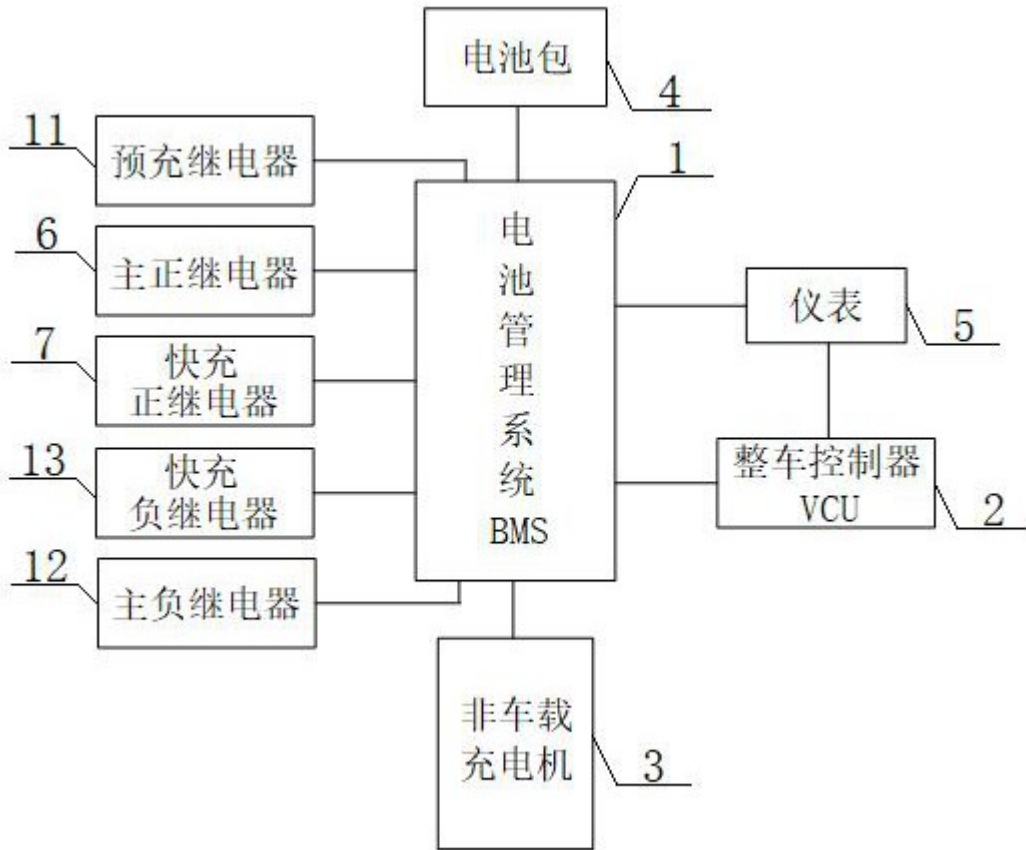 电池包
4
11
预充继电器
1
6
主正继电器
电池管理系统
BMS
仪表
5
7
快充
正继电器
13
快充
负继电器
整车控制器
VCU
2
12
主负继电器
非车载
充电机
3